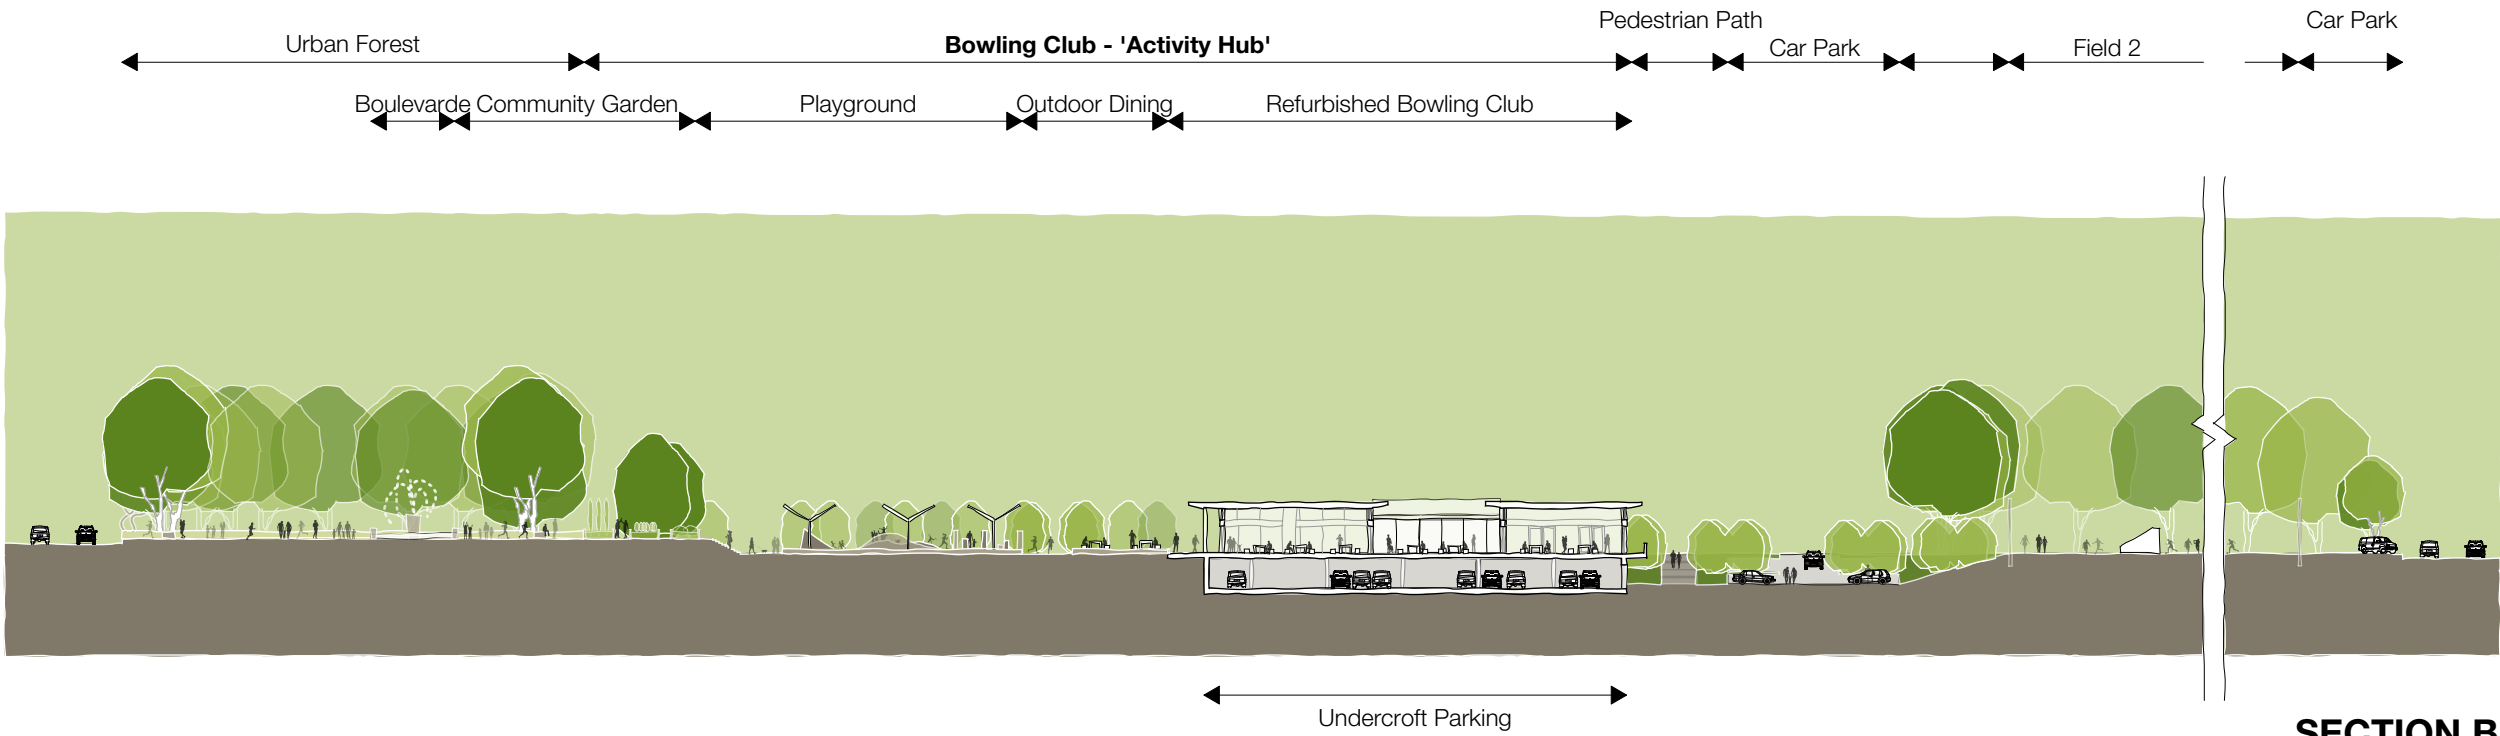 Pedestrian Path
Car Park
Urban Forest
Bowling Club - 'Activity Hub'
Car Park
Field 2
Boulevarde
Community Garden
Playground
Outdoor Dining
Refurbished Bowling Club
Undercroft Parking
SECTION B